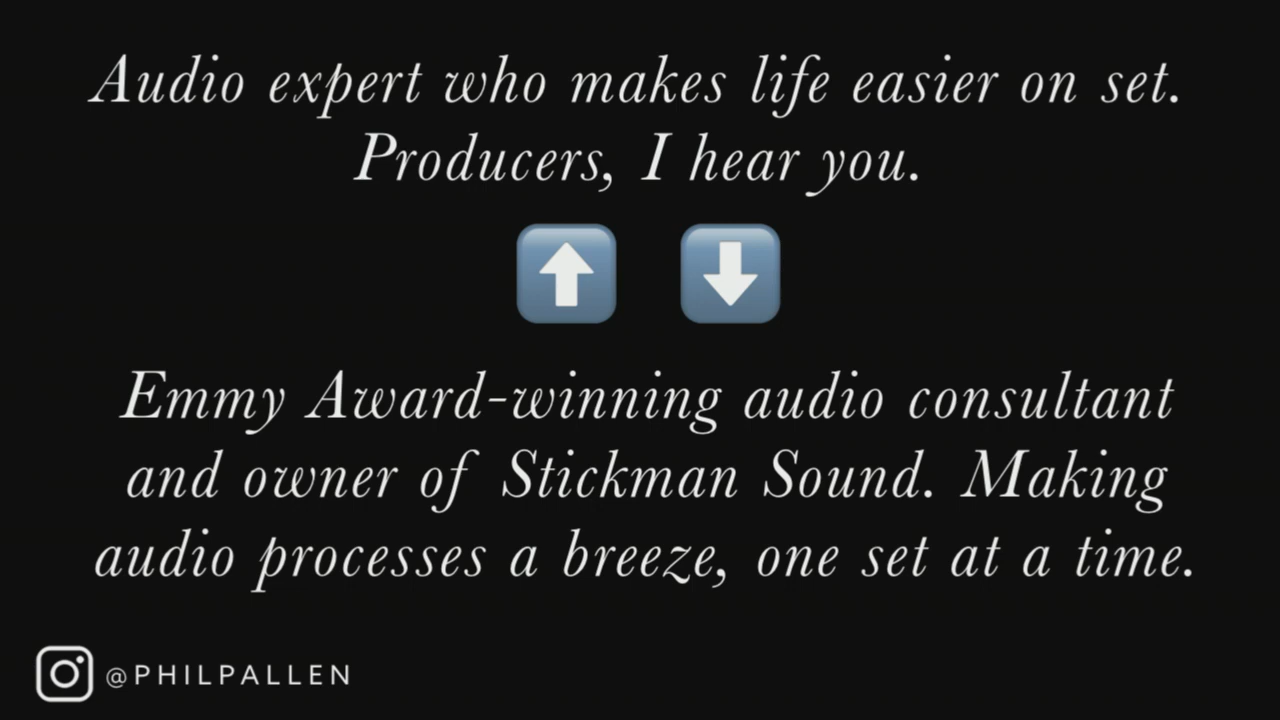 Audio expert who makes life easier on set.
Producers, I hear you.
Emmy Award-winning audio consultant
and owner of Stickman Sound. Making
audio processes a breeze, one set at a time.
@PHILPALLEN